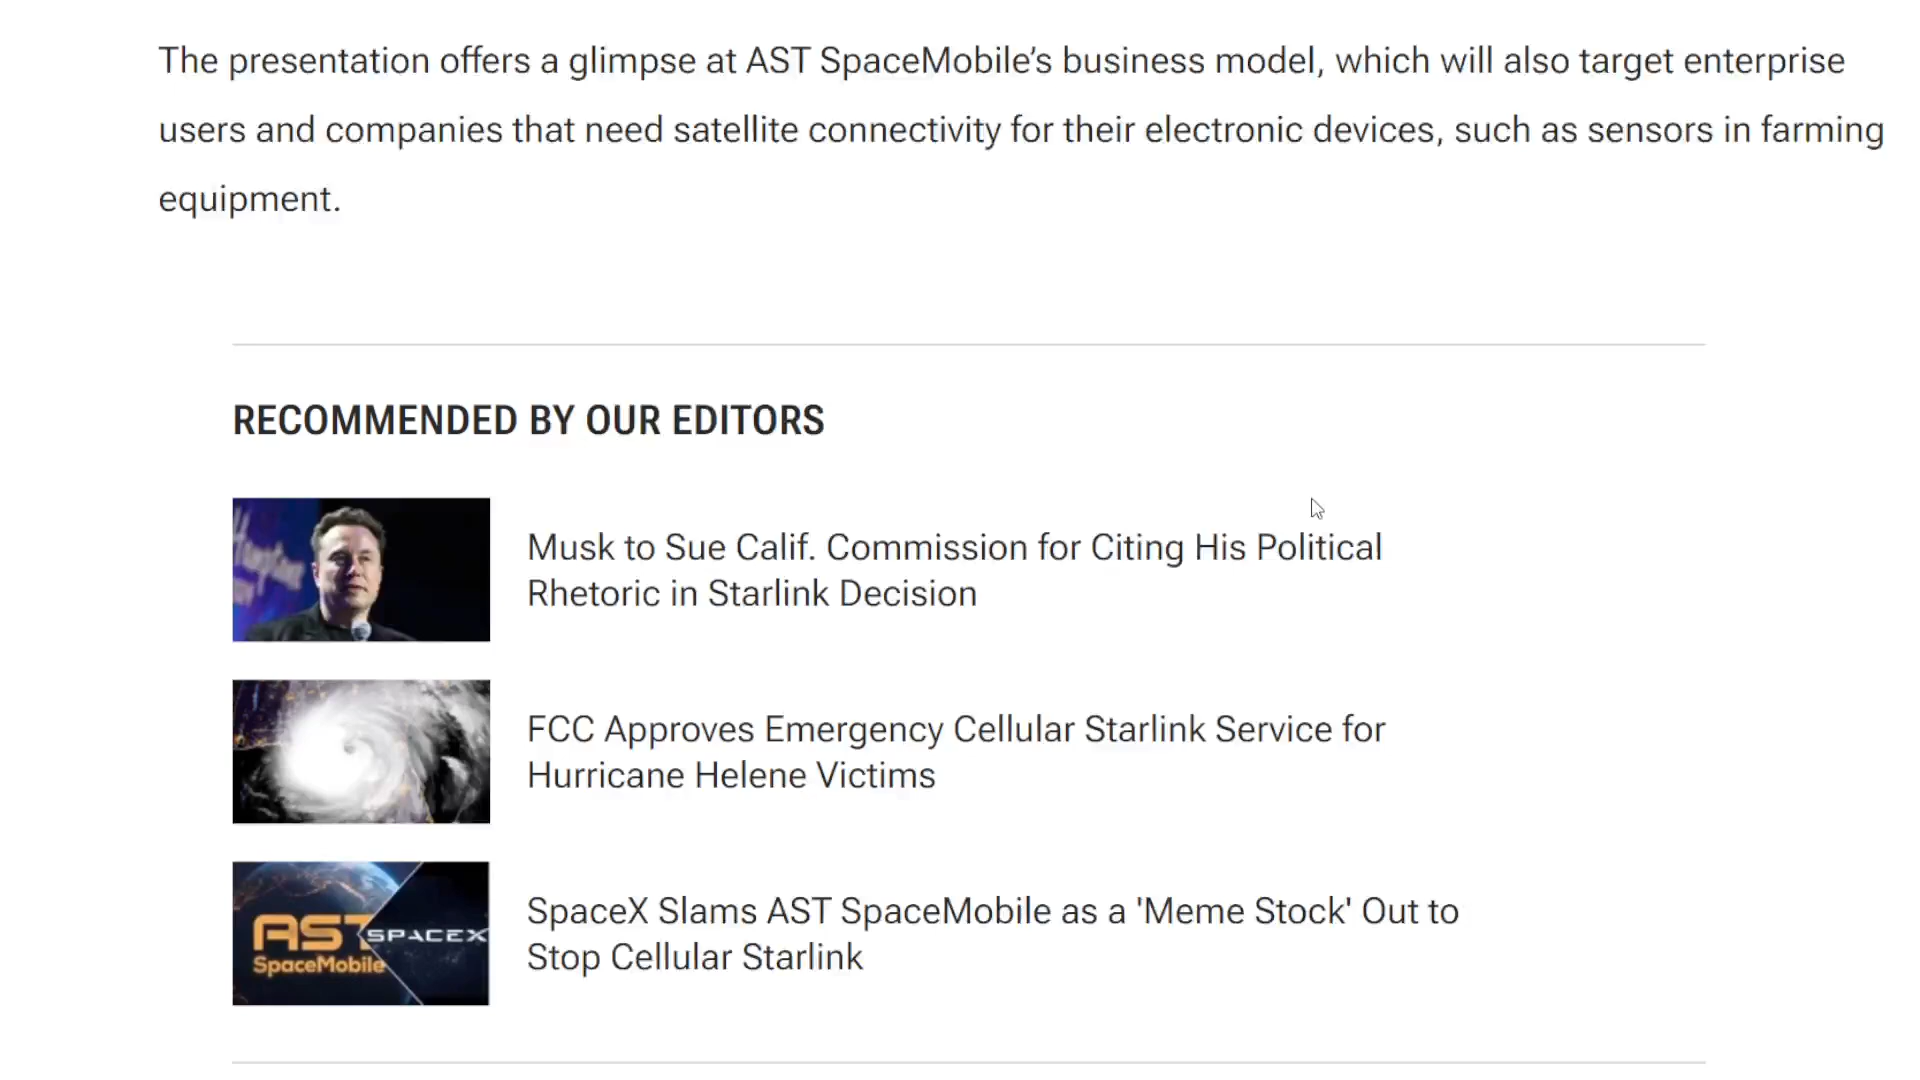 The presentation offers a glimpse at AST SpaceMobile’s business model, which will also target enterprise
users and companies that need satellite connectivity for their electronic devices, such as sensors in farming
equipment.
RECOMMENDED BY OUR EDITORS
Musk to Sue Calif. Commission for Citing His Political
Rhetoric in Starlink Decision
FCC Approves Emergency Cellular Starlink Service for
Hurricane Helene Victims
AST
SPACEX
SpaceMobile
SpaceX Slams AST SpaceMobile as a 'Meme Stock' Out to
Stop Cellular Starlink